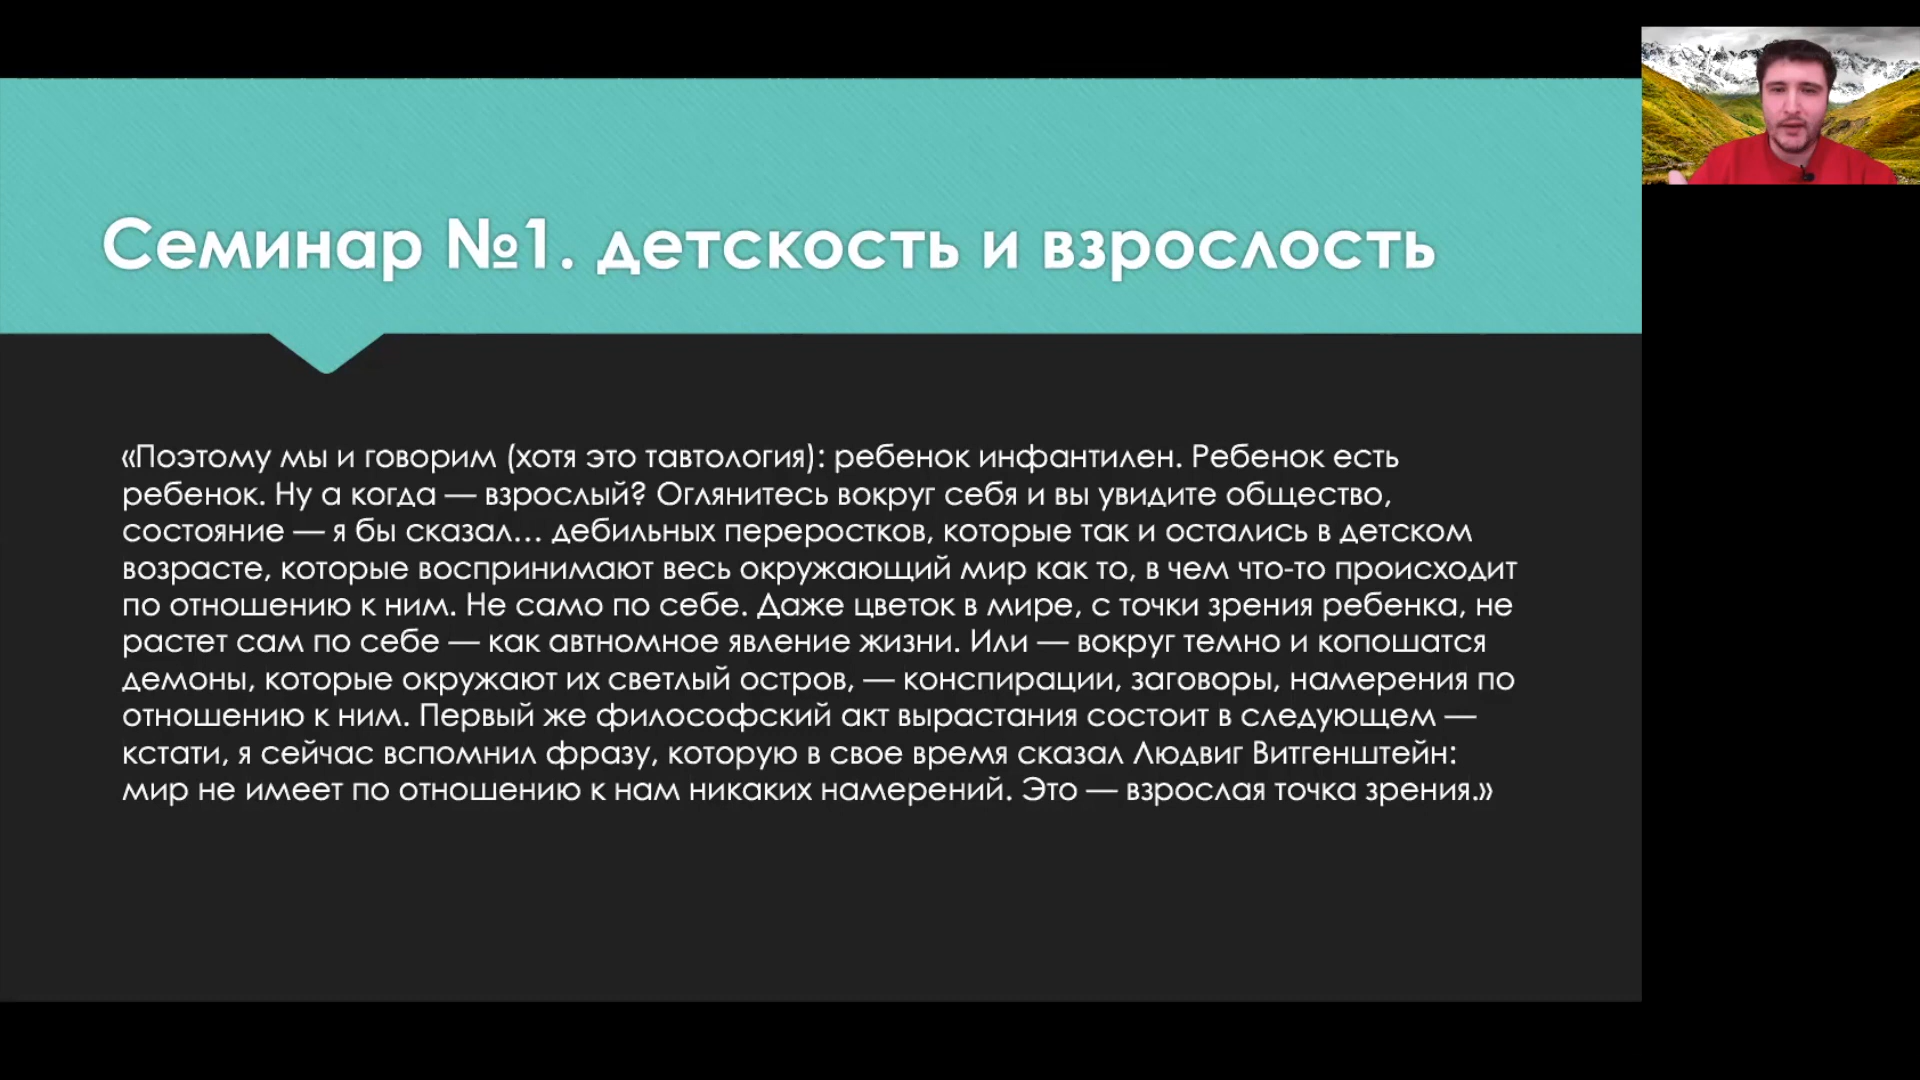 Семинар №1. детскость и взрослость
«Поэтому мы и говорим (хотя это тавтология): ребенок инфантилен. Ребенок есть
ребенок. Ну а когда — взрослый? Оглянитесь вокруг себя и вы увидите общество,
состояние — я бы сказал... дебильных переростков, которые так и остались в детском
возрасте, которые воспринимают весь окружающий мир как то, в чем что-то происходит
по отношению к ним. Не само по себе. Даже цветок в мире, с точки зрения ребенка, не
растет сам по себе — как автномное явление жизни. Или — вокруг темно и копошатся
демоны, которые окружают их светлый остров, — конспирации, заговоры, намерения по
отношению к ним. Первый же философский акт вырастания состоит в следующем —
кстати, я сейчас вспомнил фразу, которую в свое время сказал Людвиг Витгенштейн:
мир не имеет по отношению к нам никаких намерений. Это — взрослая точка зрения.»